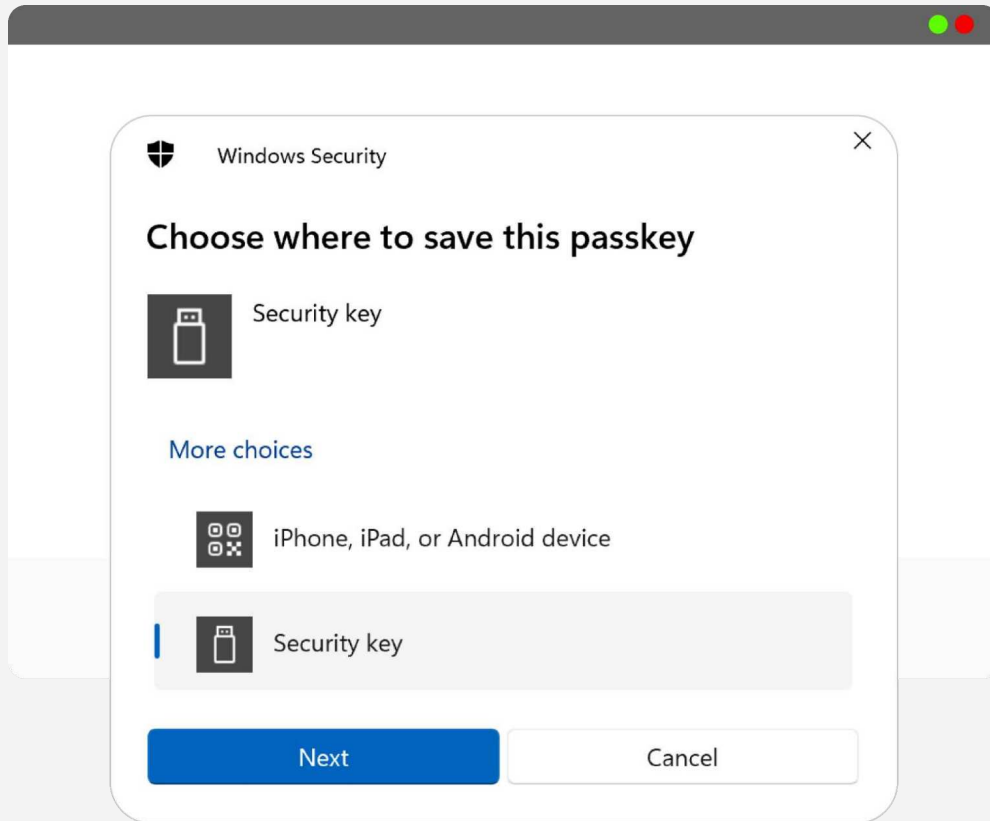 Windows Security
Choose where to save this passkey
Security key
More choices
iPhone, iPad, or Android device
Security key
Next
Cancel